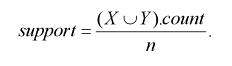 support = (X ∪ Y).count / n .